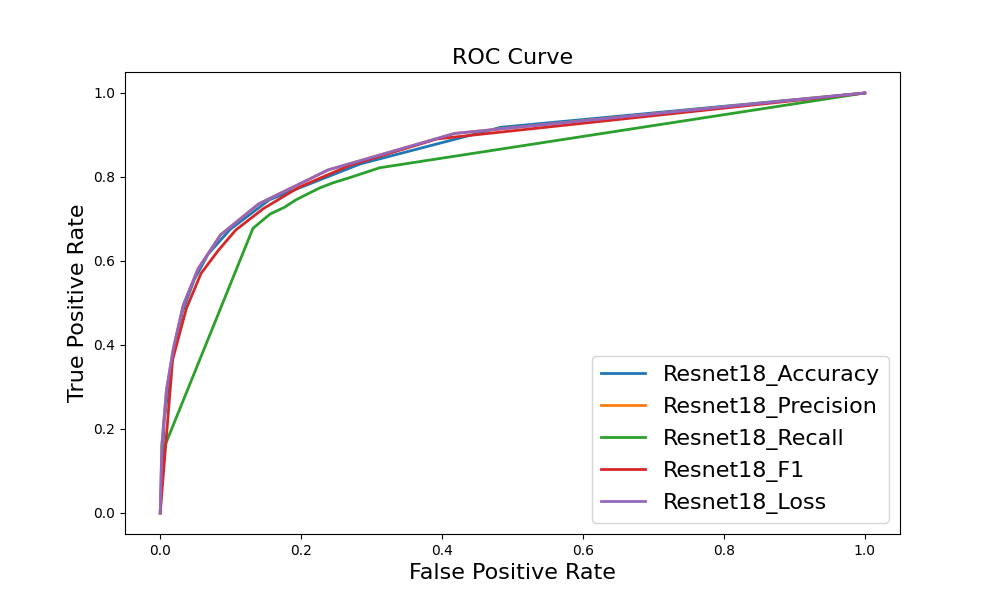 ROC Curve
True Positive Rate
1.0
0.8
0.6
0.4
0.2
0.0
Resnet18_Accuracy
Resnet18_Precision
Resnet18_Recall
Resnet18_F1
Resnet18_Loss
0.0 0.2 0.4 0.6 0.8 1.0
False Positive Rate